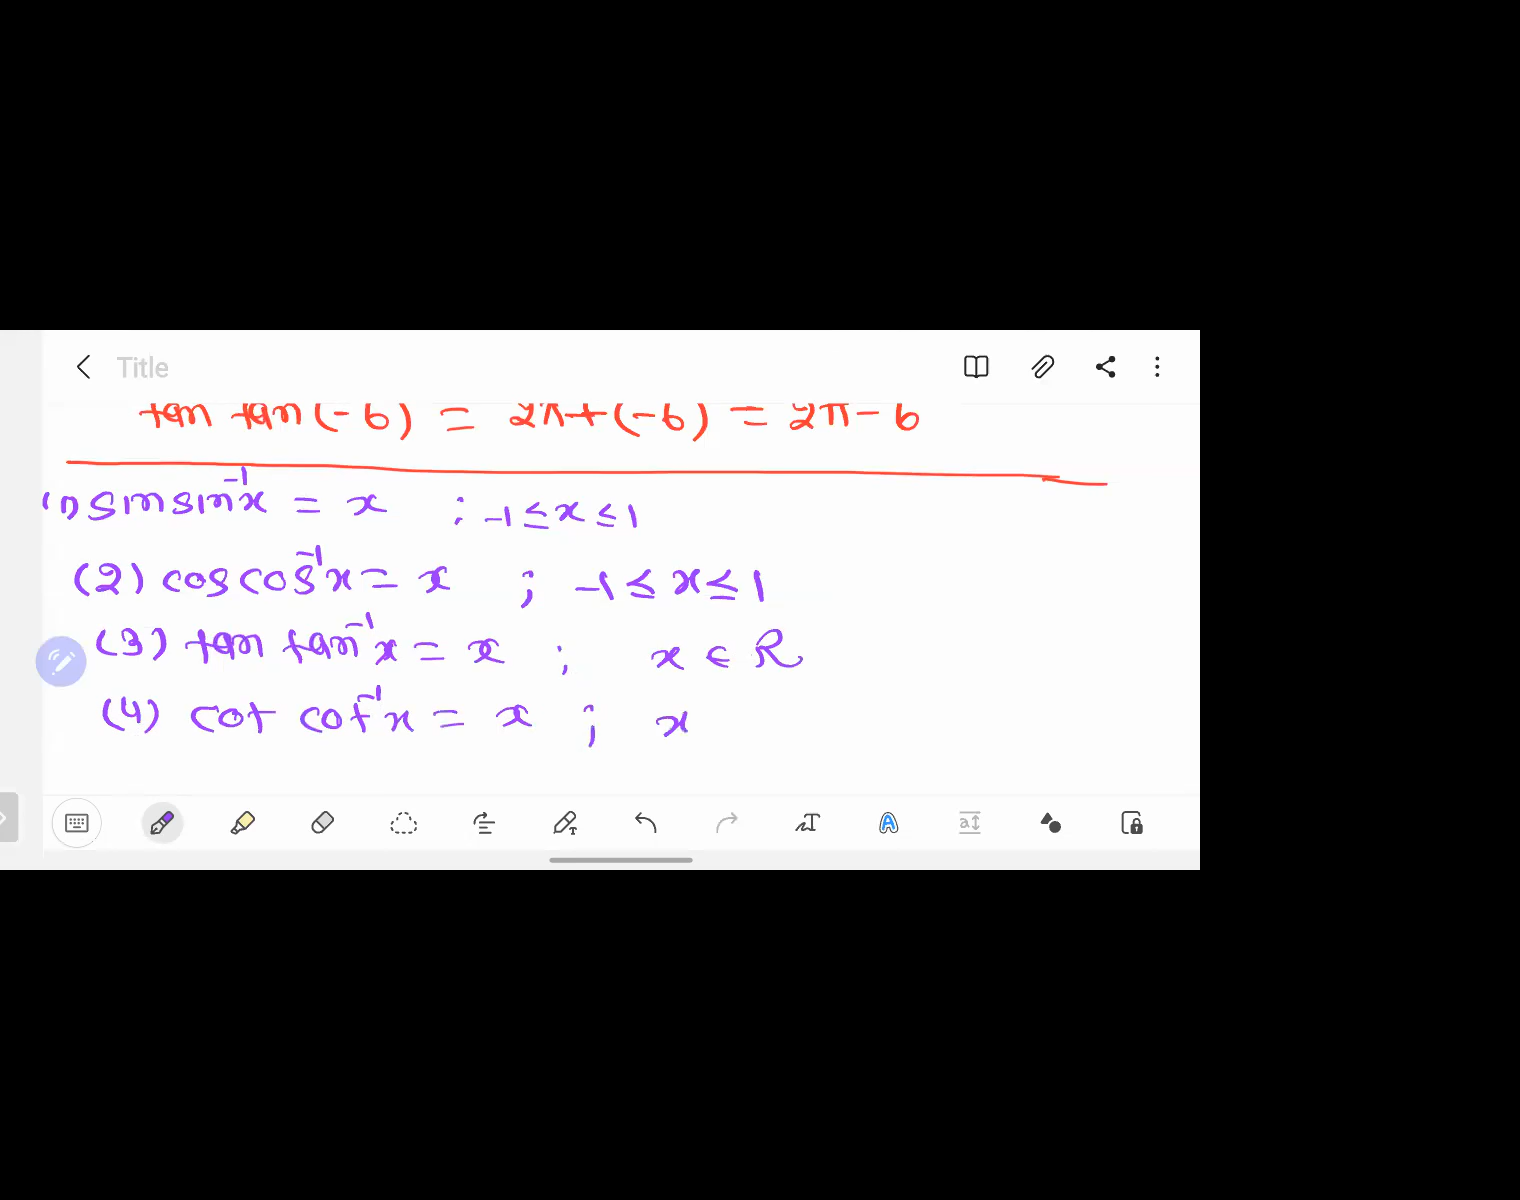 Title
tan tan(-6) = 2π+(-6) = 2π-6
(1) sin sin⁻¹x = x ; -1 ≤ x ≤ 1
(2) cos cos⁻¹x = x ; -1 ≤ x ≤ 1
(3) tan tan⁻¹x = x ; x ∈ R
(4) cot cot⁻¹x = x ; x